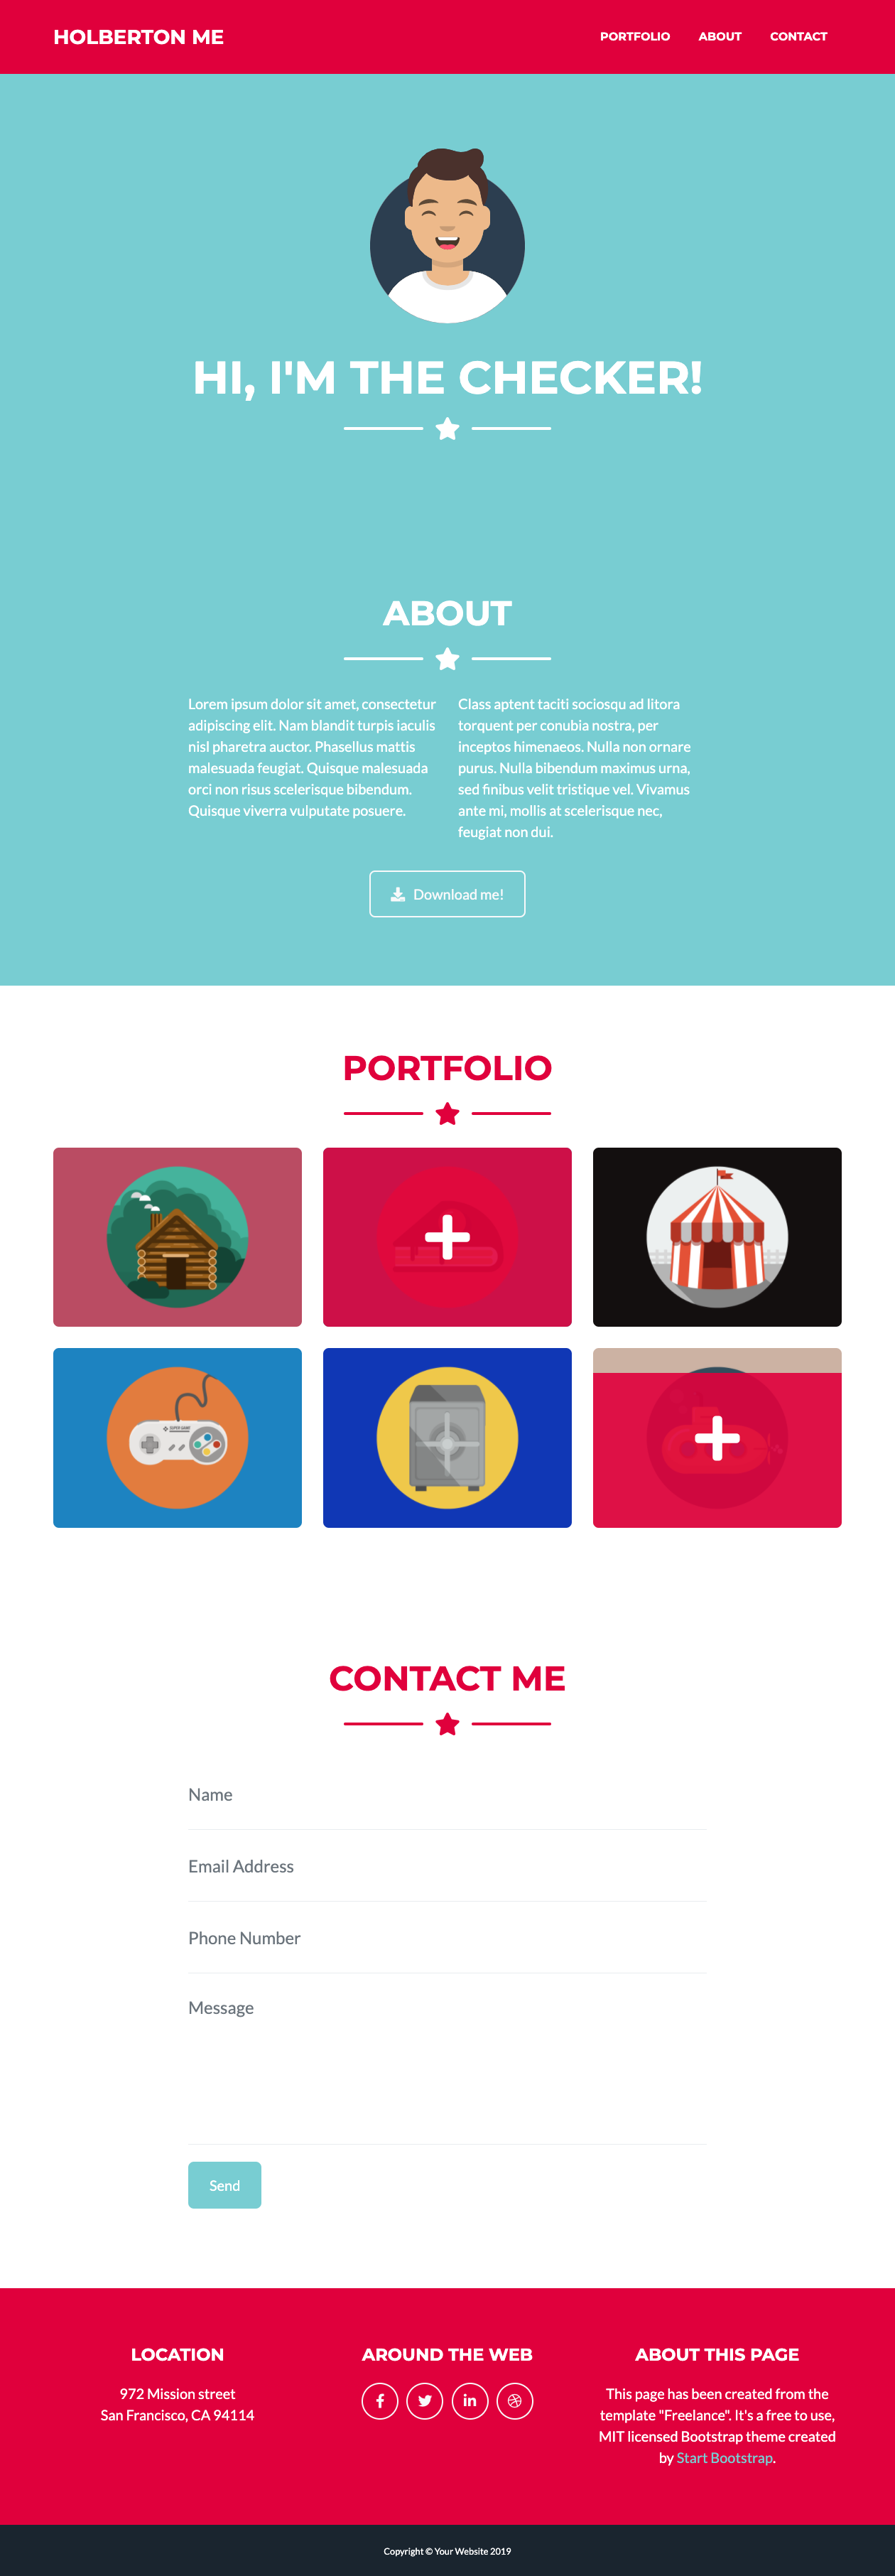 HOLBERTON ME
PORTFOLIO ABOUT CONTACT
HI, I'M THE CHECKER!
ABOUT
Lorem ipsum dolor sit amet, consectetur
adipiscing elit. Nam blandit turpis iaculis
nisl pharetra auctor. Phasellus mattis
malesuada feugiat. Quisque malesuada
orci non risus scelerisque bibendum.
Quisque viverra vulputate posuere.
Class aptent taciti sociosqu ad litora
torquent per conubia nostra, per
inceptos himenaeos. Nulla non ornare
purus. Nulla bibendum maximus urna,
sed finibus velit tristique vel. Vivamus
ante mi, mollis at scelerisque nec,
feugiat non dui.
Download me!
PORTFOLIO
SUPER GAME
CONTACT ME
Name
Email Address
Phone Number
Message
Send
LOCATION
972 Mission street
San Francisco, CA 94114
AROUND THE WEB
ABOUT THIS PAGE
This page has been created from the
template "Freelance". It's a free to use,
MIT licensed Bootstrap theme created
by Start Bootstrap.
Copyright © Your Website 2019